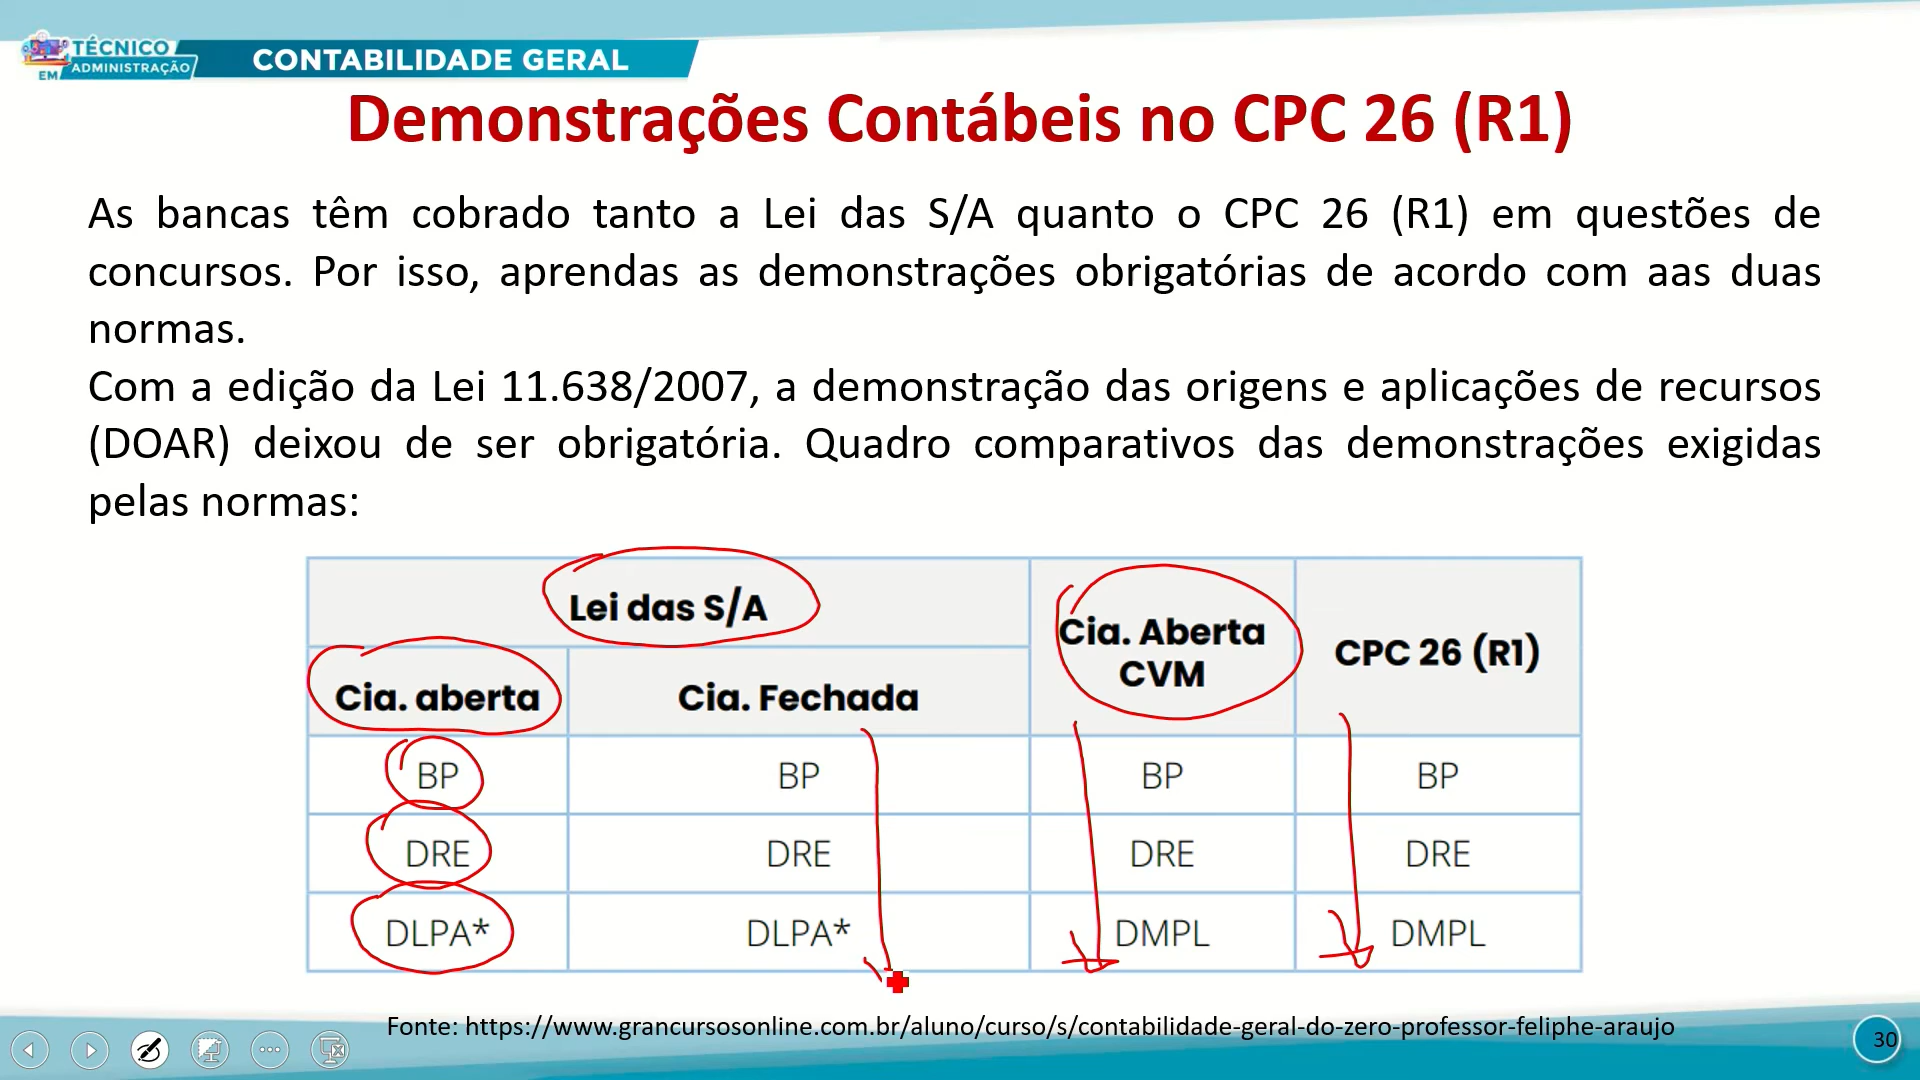 TÉCNICO
EM ADMINISTRAÇÃO
CONTABILIDADE GERAL
Demonstrações Contábeis no CPC 26 (R1)
As bancas têm cobrado tanto a Lei das S/A quanto o CPC 26 (R1) em questões de
concursos. Por isso, aprendas as demonstrações obrigatórias de acordo com aas duas
normas.
Com a edição da Lei 11.638/2007, a demonstração das origens e aplicações de recursos
(DOAR) deixou de ser obrigatória. Quadro comparativos das demonstrações exigidas
pelas normas:
Lei das S/A
Cia. Aberta
CVM
CPC 26 (R1)
Cia. aberta
Cia. Fechada
BP
BP
BP
BP
DRE
DRE
DRE
DRE
DLPA*
DLPA*
DMPL
DMPL
Fonte: https://www.grancursosonline.com.br/aluno/curso/s/contabilidade-geral-do-zero-professor-feliphe-araujo
30